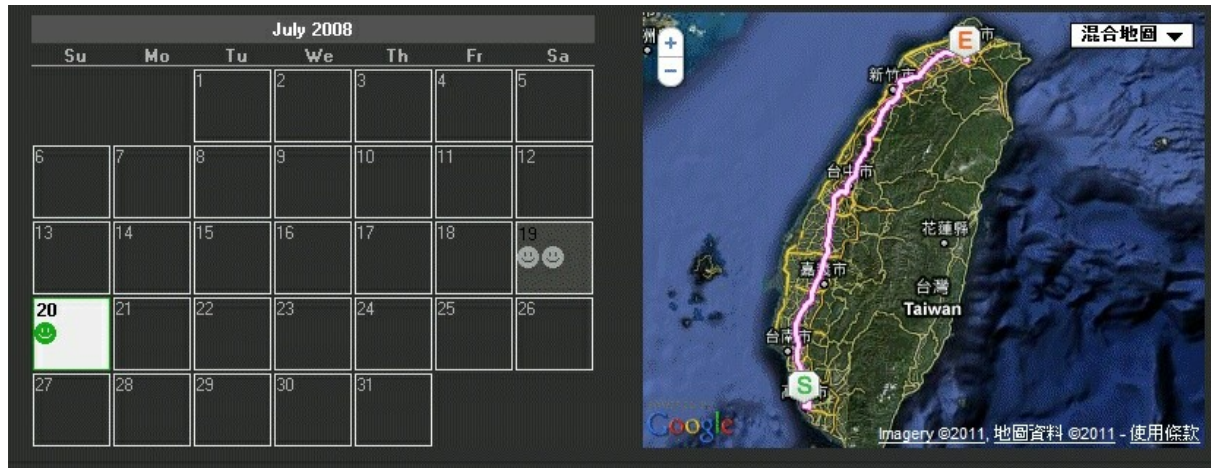 July 2008
Su Mo Tu We Th Fr Sa
1 2 3 4 5
6 7 8 9 10 11 12
13 14 15 16 17 18 19
20 21 22 23 24 25 26
27 28 29 30 31
混合地圖
+
−
E
市
新竹市
台中市
花蓮縣
嘉義市
台灣
Taiwan
台南市
S
Google
Imagery ©2011, 地圖資料 ©2011 - 使用條款